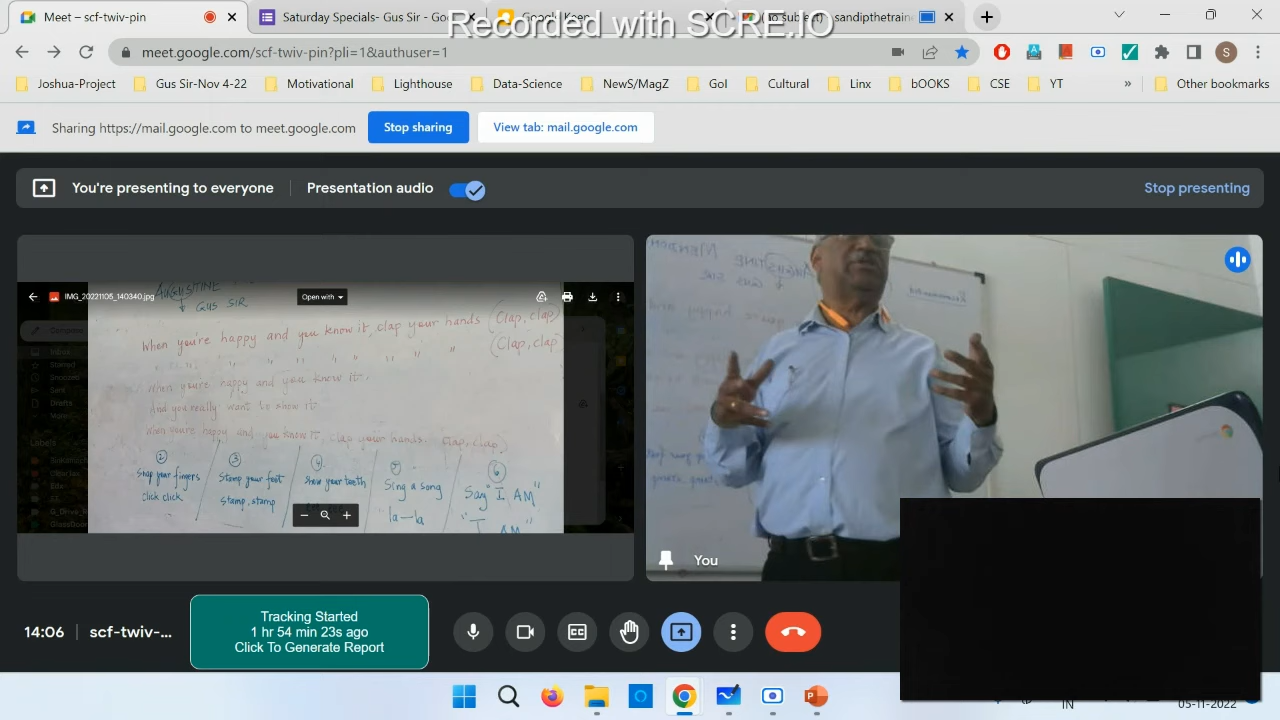 Meet – scf-twiv-pin
Saturday Specials- Gus Sir - Go
Recorded with SCRE.IO
meet.google.com/scf-twiv-pin?pli=1&authuser=1
S
Joshua-Project
Gus Sir-Nov 4-22
Motivational
Lighthouse
Data-Science
NewS/MagZ
GoI
Cultural
Linx
bOOKS
CSE
YT
»
Other bookmarks
Sharing https://mail.google.com to meet.google.com
Stop sharing
View tab: mail.google.com
You're presenting to everyone
Presentation audio
Stop presenting
IMG_20221105_140340.jpg
Open with
AUGUSTINE
GUS SIR
When you're happy and you know it, clap your hands (Clap, clap)
" " " " " " " (Clap, clap
When you're happy and you know it,
And you really want to show it
When you're happy and you know it, clap your hands. (Clap, clap)
② Snap your fingers
click click
③ Stamp your feet
stamp, stamp
④ Show your teeth
⑤ Sing a song
la—la
⑥ Say "I AM"
"I AM"
You
14:06
scf-twiv-...
Tracking Started
1 hr 54 min 23s ago
Click To Generate Report
CC
IN
05-11-2022